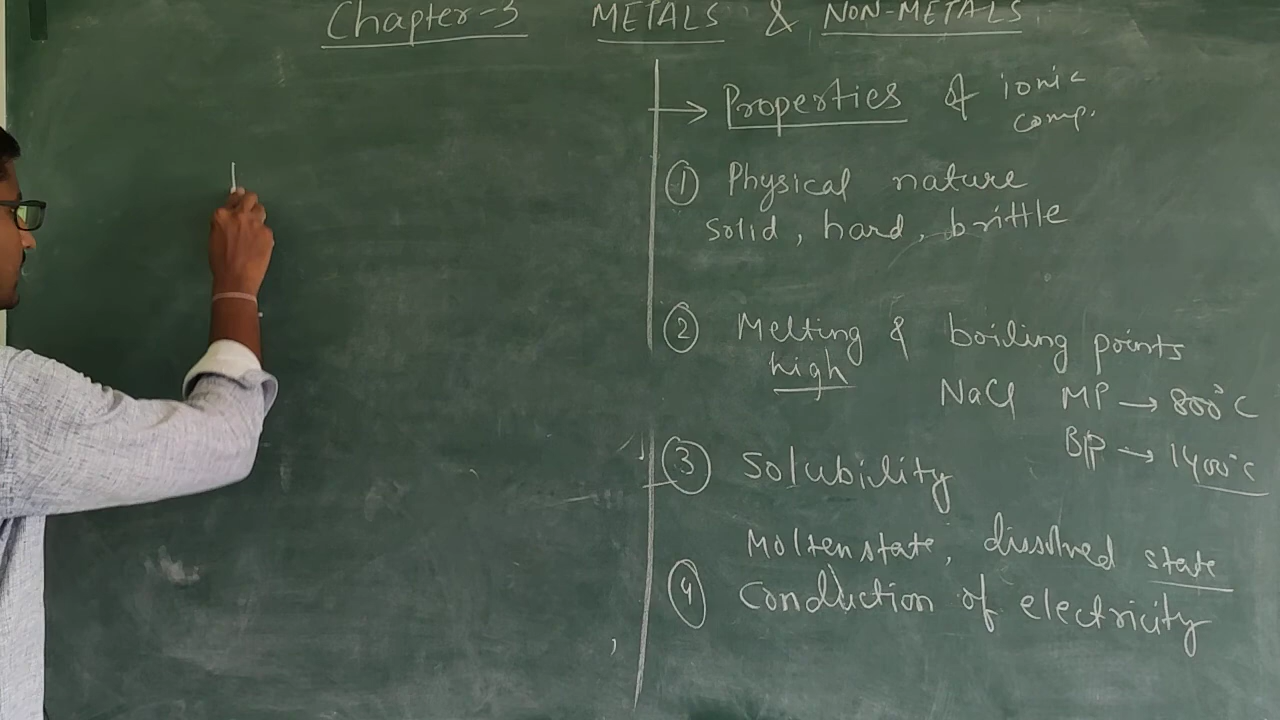 Chapter-3 METALS & NON-METALS
→ Properties of ionic
comp.
① Physical nature
solid, hard, brittle
② Melting & boiling points
high
NaCl MP → 800°C
BP → 1400°C
③ Solubility
Molten state, dissolved state
④ Conduction of electricity